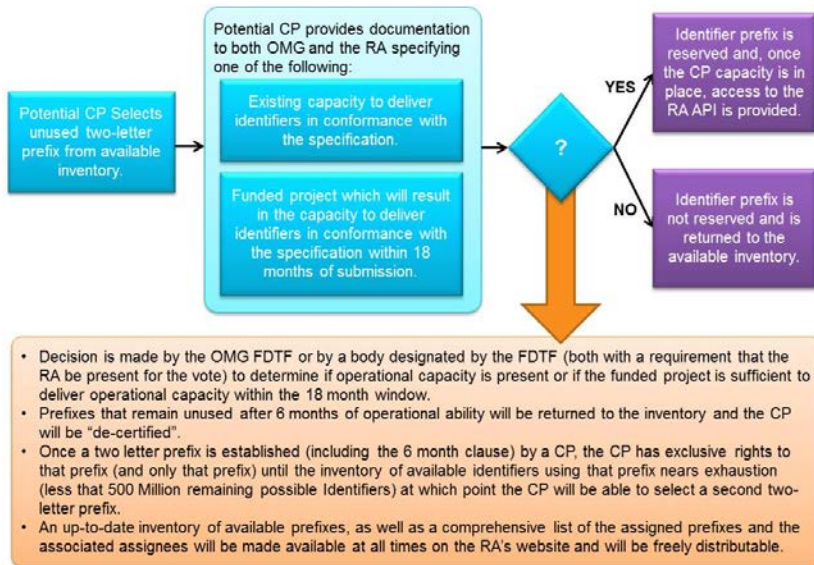 Potential CP Selects
unused two-letter
prefix from available
inventory.
Potential CP provides documentation
to both OMG and the RA specifying
one of the following:
Existing capacity to deliver
identifiers in conformance with
the specification.
Funded project which will result
in the capacity to deliver
identifiers in conformance with
the specification within 18
months of submission.
?
YES
Identifier prefix is
reserved and, once
the CP capacity is in
place, access to the
RA API is provided.
NO
Identifier prefix is
not reserved and is
returned to the
available inventory.
• Decision is made by the OMG FDTF or by a body designated by the FDTF (both with a requirement that the
RA be present for the vote) to determine if operational capacity is present or if the funded project is sufficient to
deliver operational capacity within the 18 month window.
• Prefixes that remain unused after 6 months of operational ability will be returned to the inventory and the CP
will be “de-certified”.
• Once a two letter prefix is established (including the 6 month clause) by a CP, the CP has exclusive rights to
that prefix (and only that prefix) until the inventory of available identifiers using that prefix nears exhaustion
(less that 500 Million remaining possible Identifiers) at which point the CP will be able to select a second two-
letter prefix.
• An up-to-date inventory of available prefixes, as well as a comprehensive list of the assigned prefixes and the
associated assignees will be made available at all times on the RA’s website and will be freely distributable.